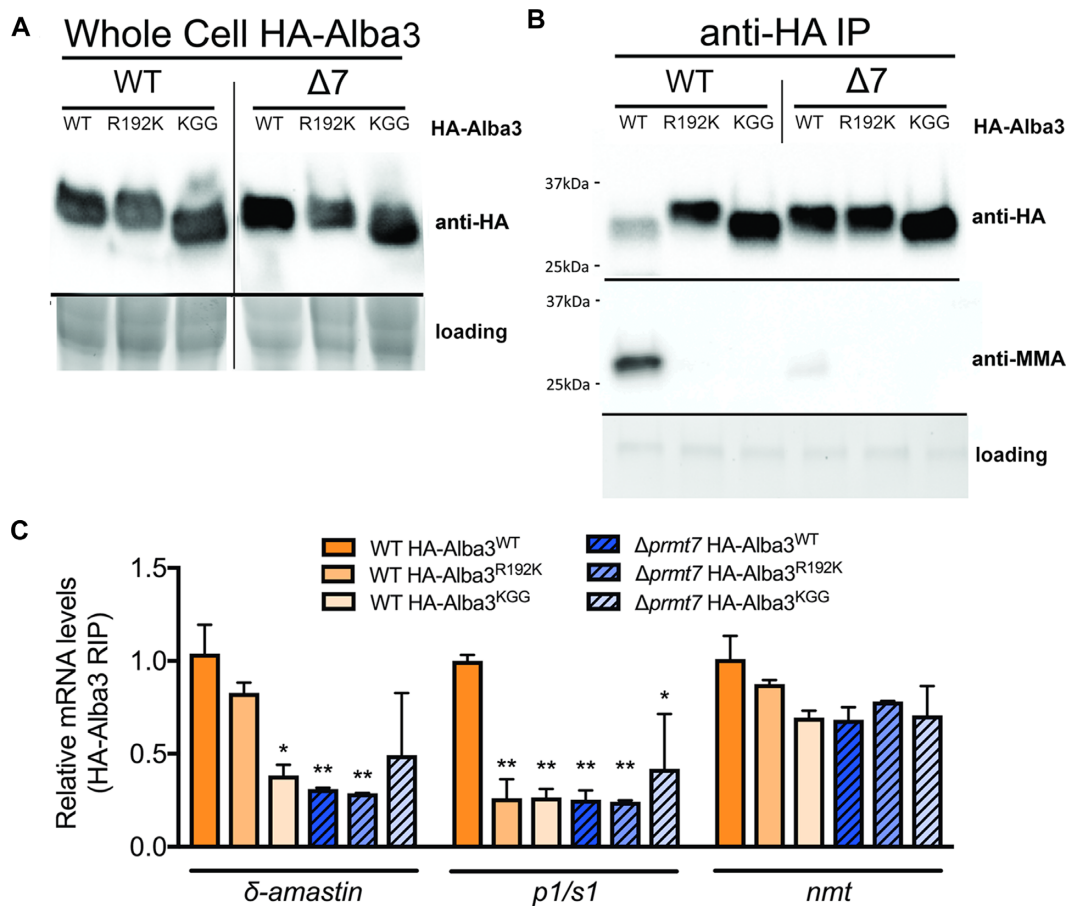 A
Whole Cell HA-Alba3
WT Δ7
WT R192K KGG WT R192K KGG HA-Alba3
anti-HA
loading
B
anti-HA IP
WT Δ7
WT R192K KGG WT R192K KGG HA-Alba3
37kDa -
anti-HA
25kDa -
37kDa -
anti-MMA
25kDa -
loading
C
WT HA-Alba3WT
WT HA-Alba3R192K
WT HA-Alba3KGG
Δprmt7 HA-Alba3WT
Δprmt7 HA-Alba3R192K
Δprmt7 HA-Alba3KGG
Relative mRNA levels
(HA-Alba3 RIP)
1.5
1.0
0.5
0.0
* ** **
** ** ** ** *
δ-amastin p1/s1 nmt